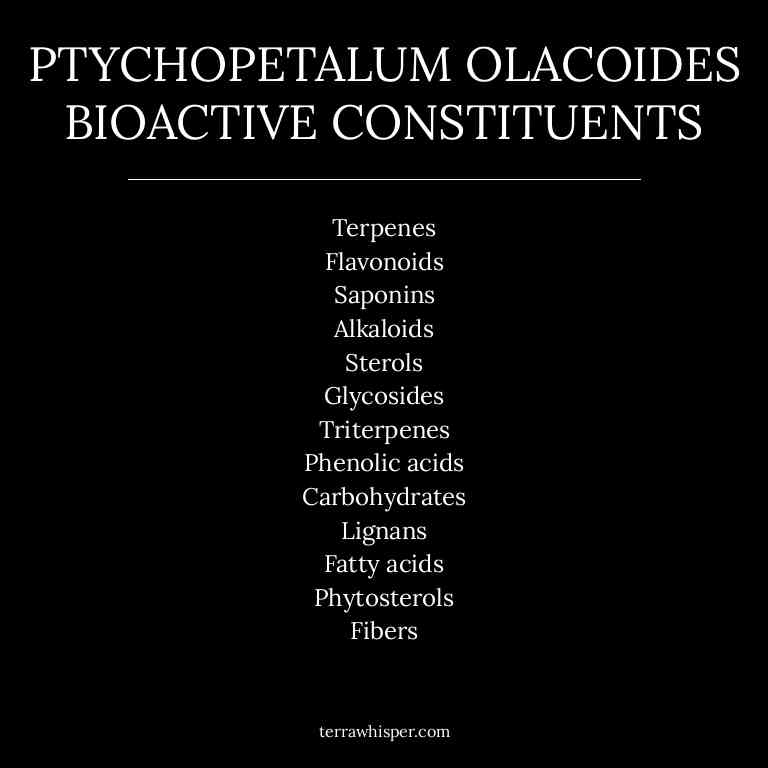 PTYCHOPETALUM OLACOIDES
BIOACTIVE CONSTITUENTS
Terpenes
Flavonoids
Saponins
Alkaloids
Sterols
Glycosides
Triterpenes
Phenolic acids
Carbohydrates
Lignans
Fatty acids
Phytosterols
Fibers
terrawhisper.com